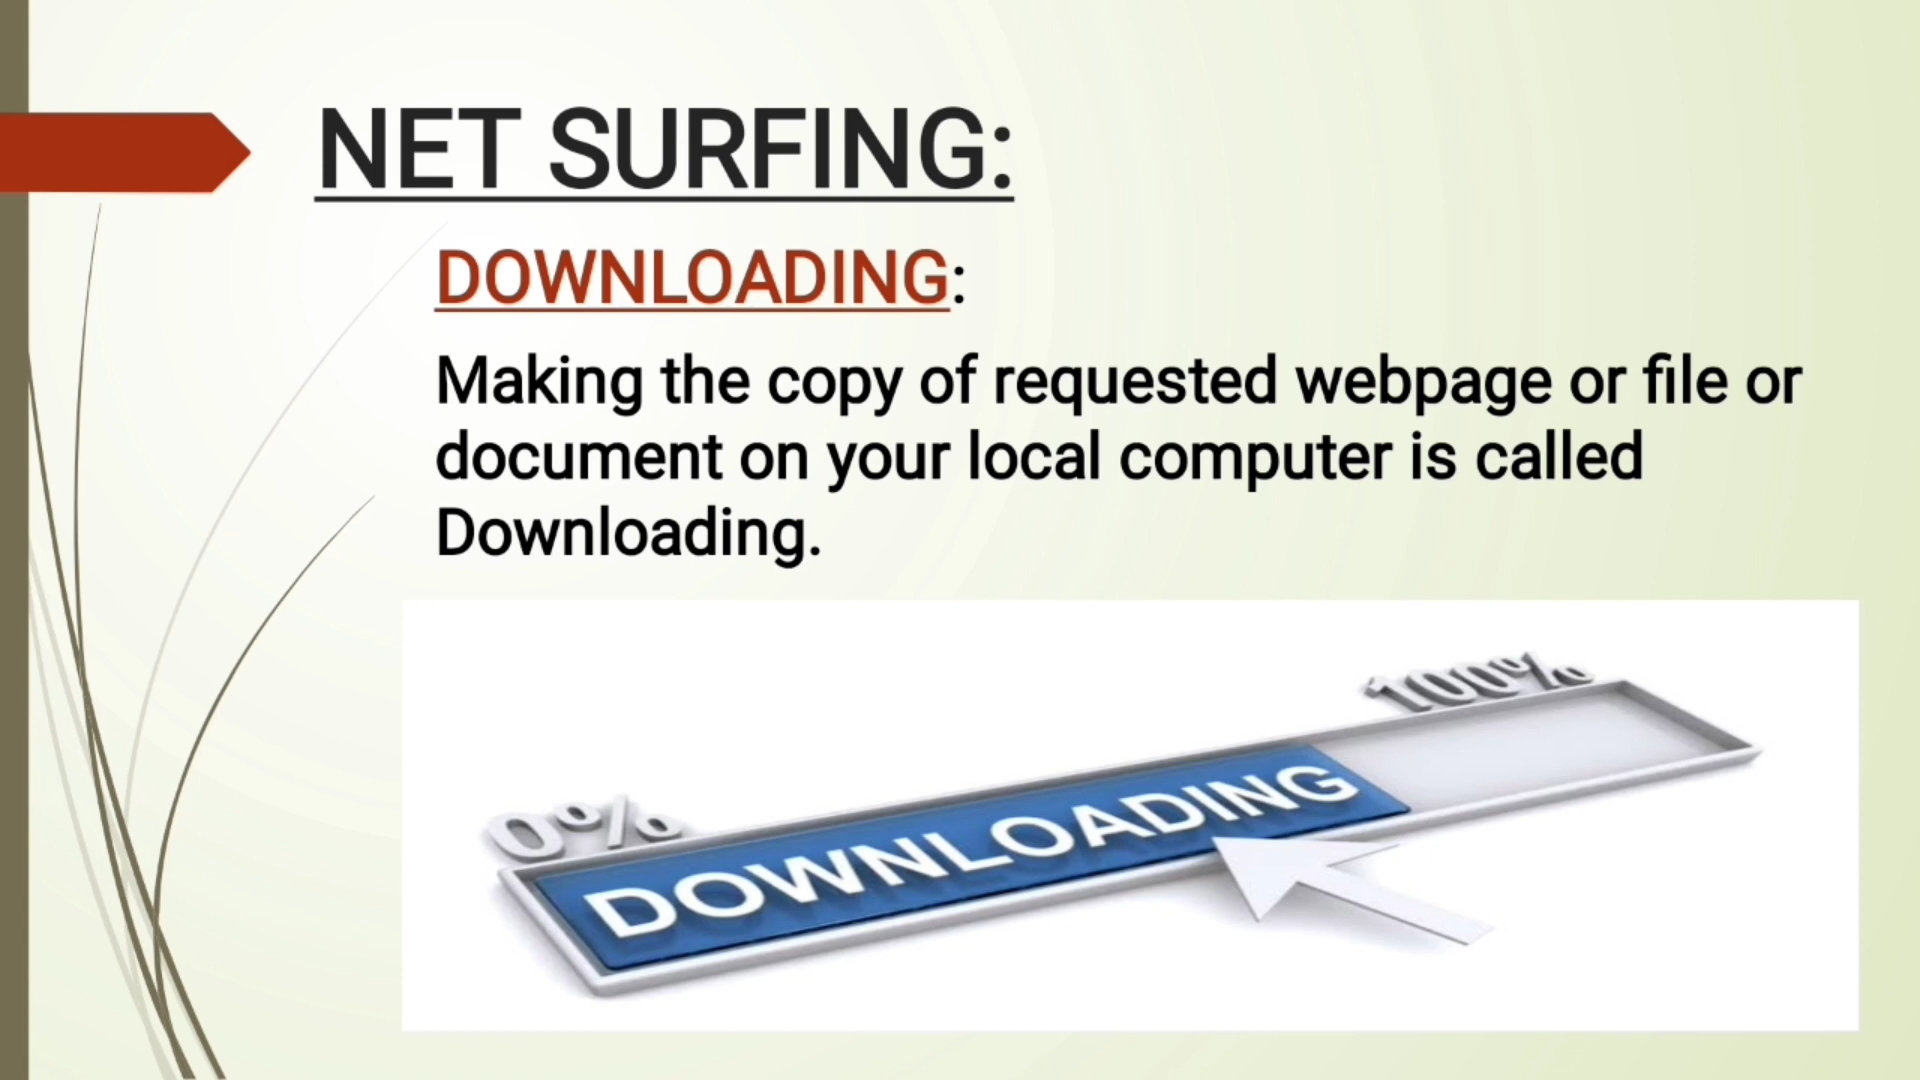 NET SURFING:
DOWNLOADING:
Making the copy of requested webpage or file or
document on your local computer is called
Downloading.
100%
0%
DOWNLOADING